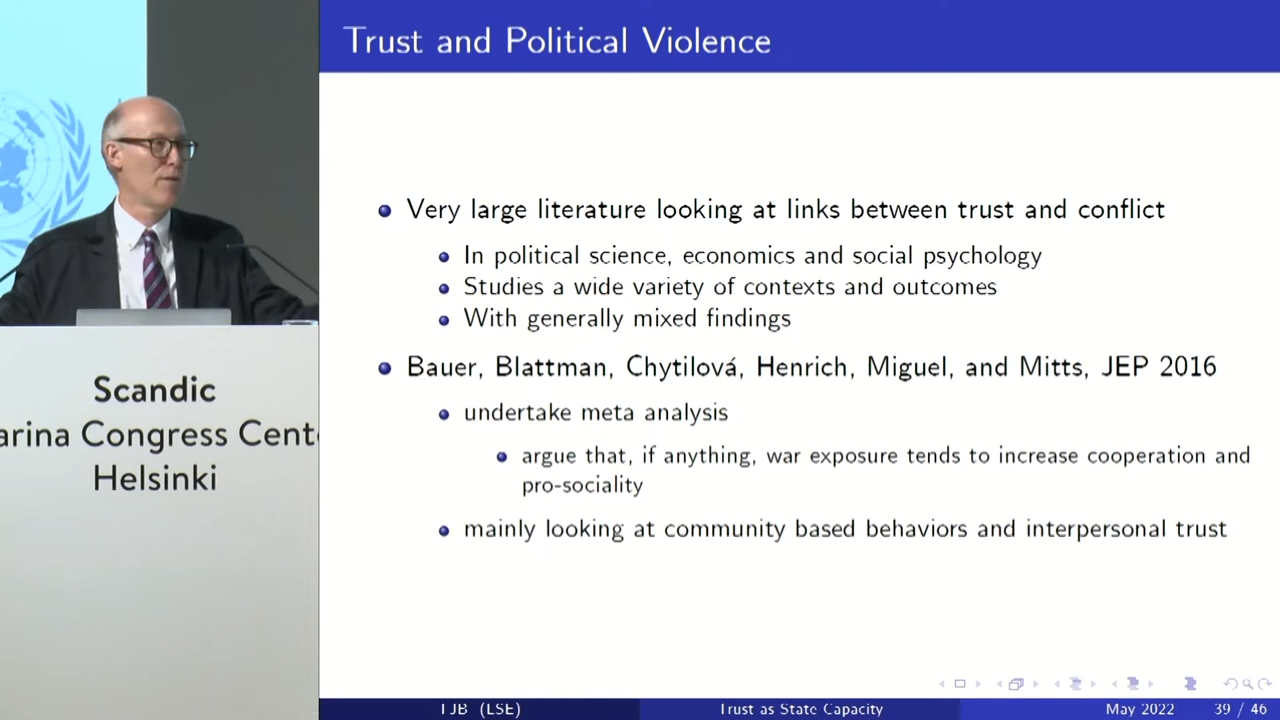 Trust and Political Violence
Very large literature looking at links between trust and conflict
In political science, economics and social psychology
Studies a wide variety of contexts and outcomes
With generally mixed findings
Bauer, Blattman, Chytilová, Henrich, Miguel, and Mitts, JEP 2016
undertake meta analysis
argue that, if anything, war exposure tends to increase cooperation and
pro-sociality
mainly looking at community based behaviors and interpersonal trust
TJB (LSE)
Trust as State Capacity
May 2022
39 / 46
Scandic
arina Congress Cent
Helsinki